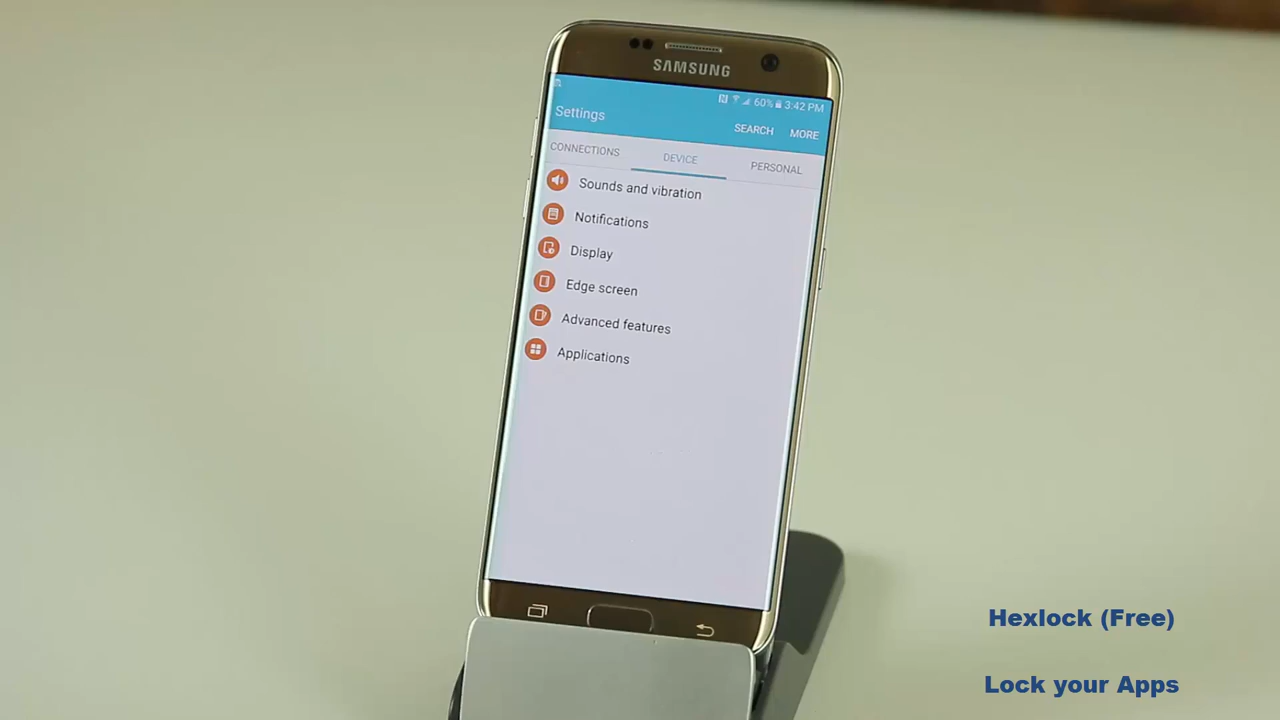 SAMSUNG
60% 3:42 PM
Settings
SEARCH MORE
CONNECTIONS DEVICE PERSONAL
Sounds and vibration
Notifications
Display
Edge screen
Advanced features
Applications
Hexlock (Free)
Lock your Apps